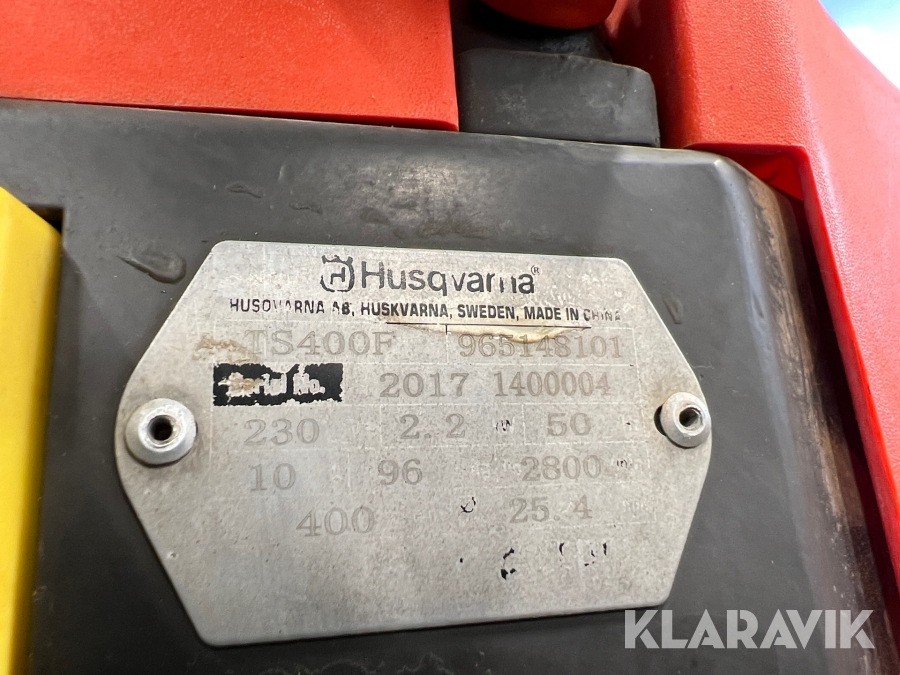 Husqvarna®
HUSQVARNA AB, HUSKVARNA, SWEDEN, MADE IN CHINA
TS400F 965148101
Serial No. 2017 1400004
230 2.2 50
10 96 2800
400 25.4
KLARAVIK